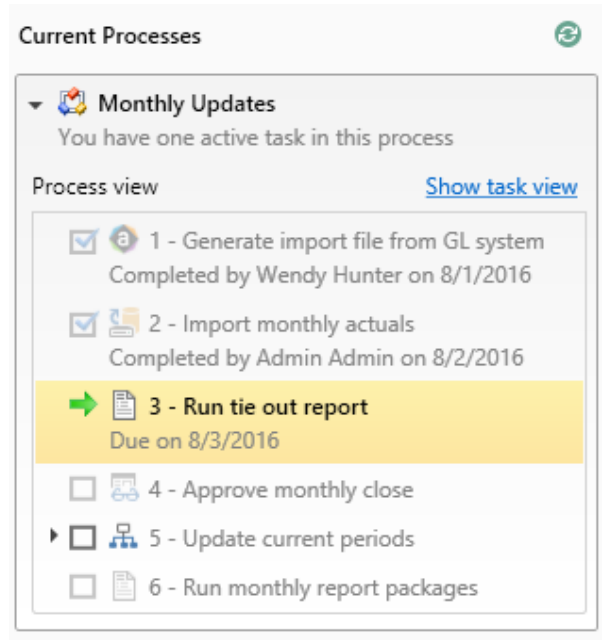 Current Processes
Monthly Updates
You have one active task in this process
Process view
Show task view
1 - Generate import file from GL system
Completed by Wendy Hunter on 8/1/2016
2 - Import monthly actuals
Completed by Admin Admin on 8/2/2016
3 - Run tie out report
Due on 8/3/2016
4 - Approve monthly close
5 - Update current periods
6 - Run monthly report packages